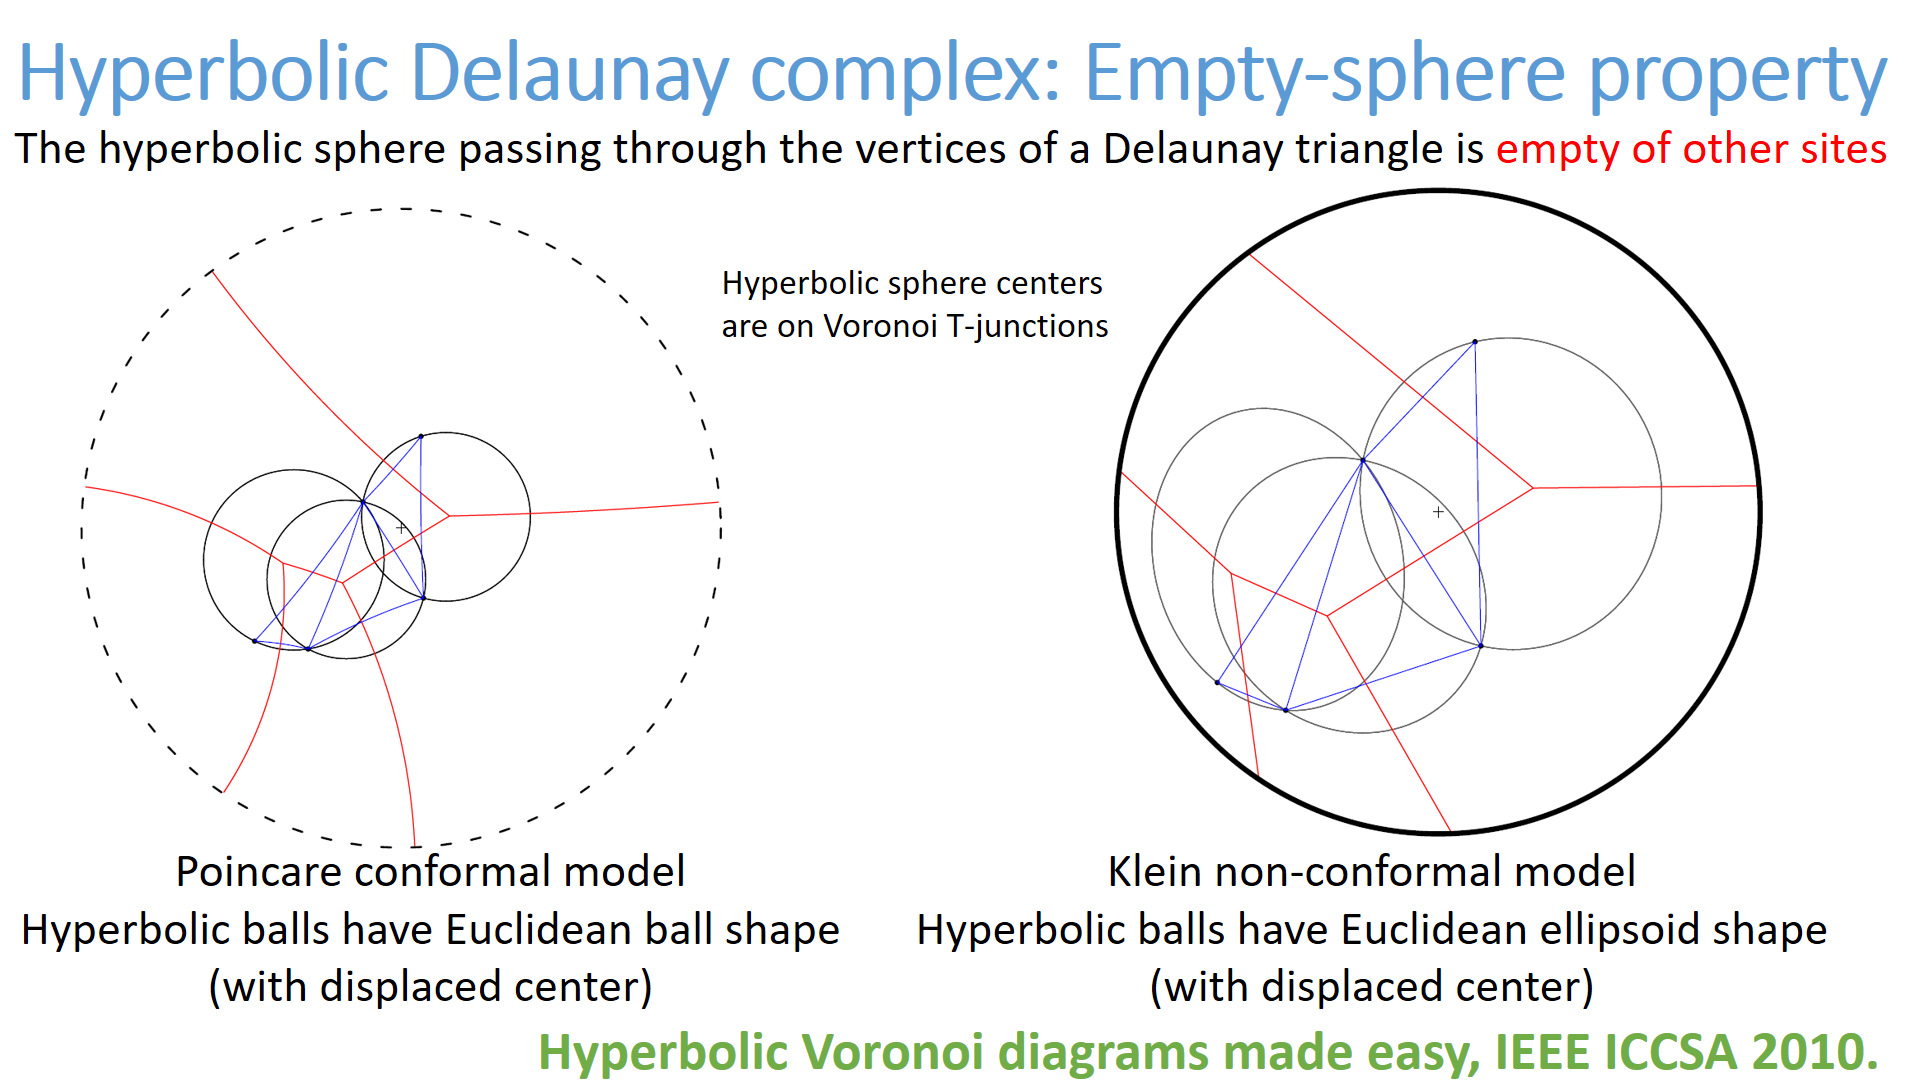 Hyperbolic Delaunay complex: Empty-sphere property
The hyperbolic sphere passing through the vertices of a Delaunay triangle is empty of other sites
Hyperbolic sphere centers
are on Voronoi T-junctions
Poincare conformal model
Hyperbolic balls have Euclidean ball shape
(with displaced center)
Klein non-conformal model
Hyperbolic balls have Euclidean ellipsoid shape
(with displaced center)
Hyperbolic Voronoi diagrams made easy, IEEE ICCSA 2010.